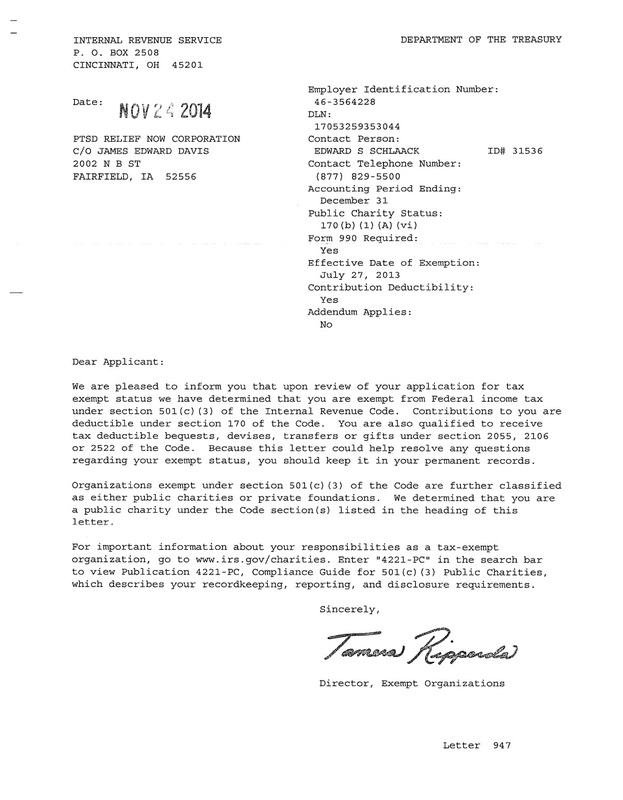 INTERNAL REVENUE SERVICE
P. O. BOX 2508
CINCINNATI, OH 45201
DEPARTMENT OF THE TREASURY
Date: NOV 24 2014
PTSD RELIEF NOW CORPORATION
C/O JAMES EDWARD DAVIS
2002 N B ST
FAIRFIELD, IA 52556
Employer Identification Number:
46-3564228
DLN:
17053259353044
Contact Person:
EDWARD S SCHLAACK ID# 31536
Contact Telephone Number:
(877) 829-5500
Accounting Period Ending:
December 31
Public Charity Status:
170(b)(1)(A)(vi)
Form 990 Required:
Yes
Effective Date of Exemption:
July 27, 2013
Contribution Deductibility:
Yes
Addendum Applies:
No
Dear Applicant:
We are pleased to inform you that upon review of your application for tax
exempt status we have determined that you are exempt from Federal income tax
under section 501(c)(3) of the Internal Revenue Code. Contributions to you are
deductible under section 170 of the Code. You are also qualified to receive
tax deductible bequests, devises, transfers or gifts under section 2055, 2106
or 2522 of the Code. Because this letter could help resolve any questions
regarding your exempt status, you should keep it in your permanent records.
Organizations exempt under section 501(c)(3) of the Code are further classified
as either public charities or private foundations. We determined that you are
a public charity under the Code section(s) listed in the heading of this
letter.
For important information about your responsibilities as a tax-exempt
organization, go to www.irs.gov/charities. Enter "4221-PC" in the search bar
to view Publication 4221-PC, Compliance Guide for 501(c)(3) Public Charities,
which describes your recordkeeping, reporting, and disclosure requirements.
Sincerely,
Tamera Ripperda
Director, Exempt Organizations
Letter 947